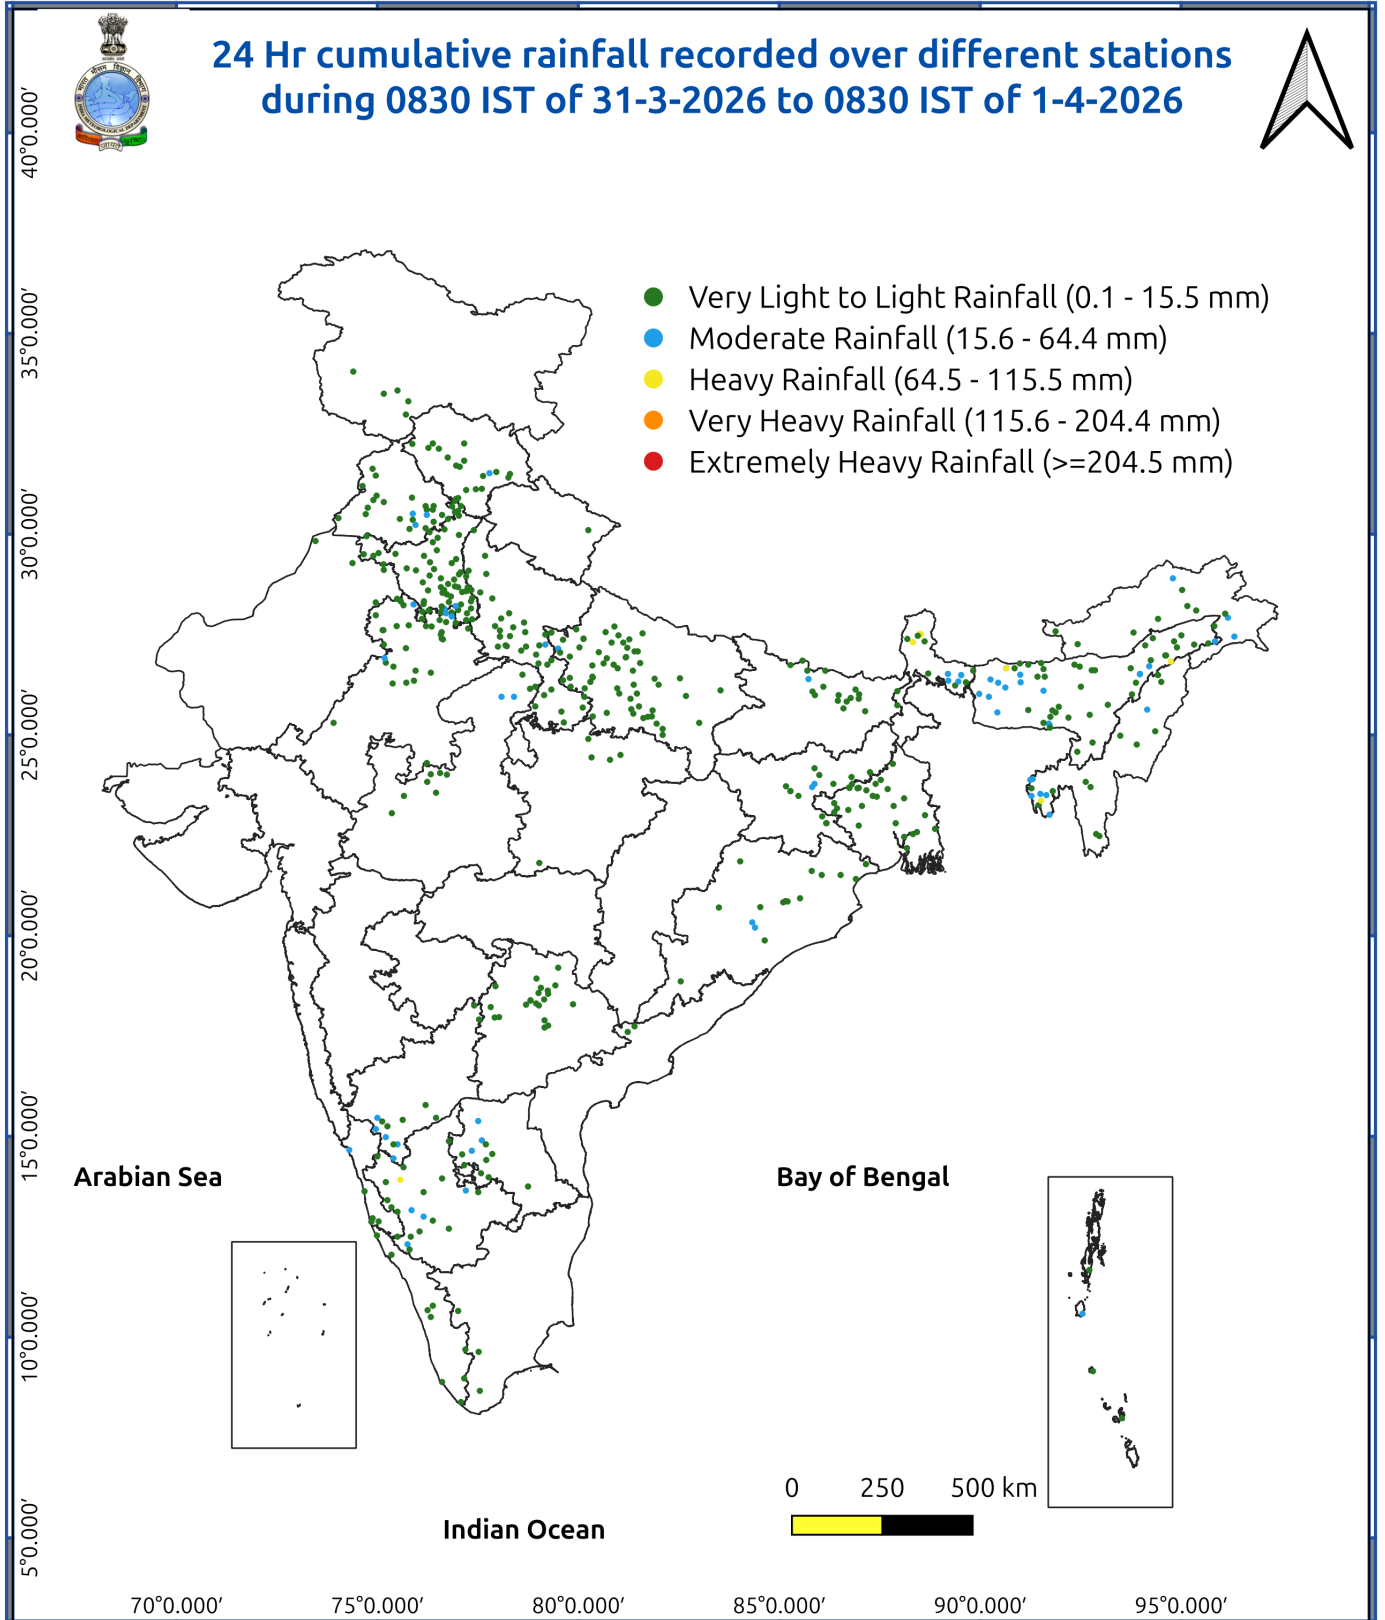 24 Hr cumulative rainfall recorded over different stations
during 0830 IST of 31-3-2026 to 0830 IST of 1-4-2026
Very Light to Light Rainfall (0.1 - 15.5 mm)
Moderate Rainfall (15.6 - 64.4 mm)
Heavy Rainfall (64.5 - 115.5 mm)
Very Heavy Rainfall (115.6 - 204.4 mm)
Extremely Heavy Rainfall (>=204.5 mm)
40°0.000′
35°0.000′
30°0.000′
25°0.000′
20°0.000′
15°0.000′
10°0.000′
5°0.000′
Arabian Sea
Bay of Bengal
Indian Ocean
0 250 500 km
70°0.000′ 75°0.000′ 80°0.000′ 85°0.000′ 90°0.000′ 95°0.000′